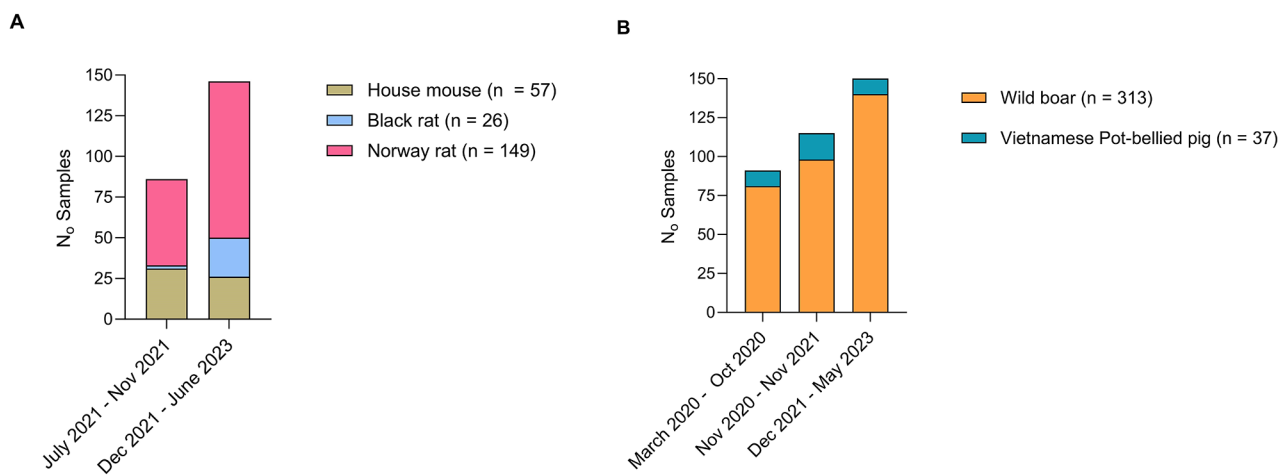 A
N₀ Samples
150
125
100
75
50
25
0
July 2021 - Nov 2021
Dec 2021 - June 2023
House mouse (n  = 57)
Black rat (n = 26)
Norway rat (n = 149)
B
N₀ Samples
150
125
100
75
50
25
0
March 2020 -  Oct 2020
Nov 2020 - Nov 2021
Dec 2021 - May 2023
Wild boar (n = 313)
Vietnamese Pot-bellied pig (n = 37)